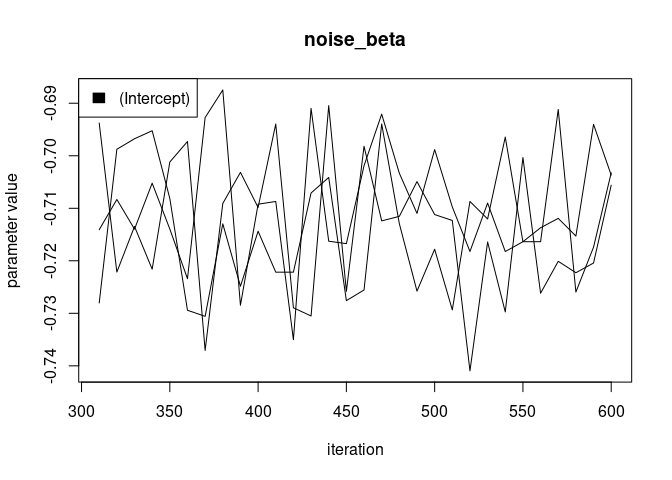 noise_beta
(Intercept)
parameter value
-0.69
-0.70
-0.71
-0.72
-0.73
-0.74
300 350 400 450 500 550 600
iteration